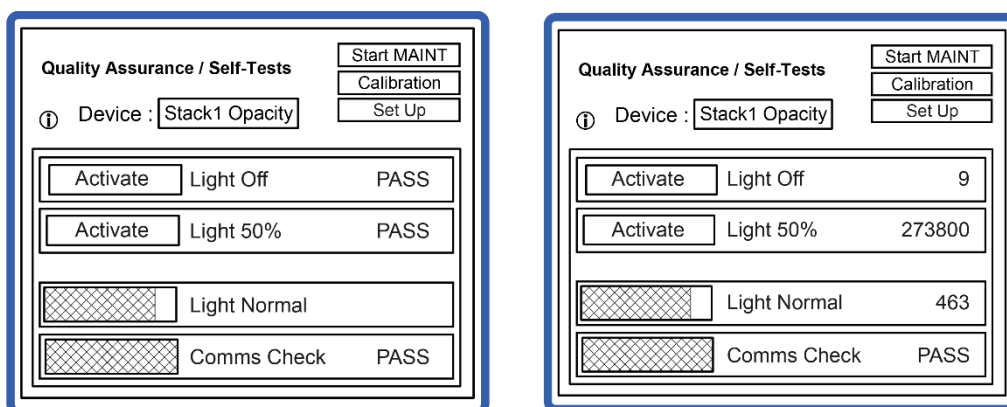 Quality Assurance / Self-Tests
Start MAINT
Calibration
Set Up
Device : Stack1 Opacity
Activate Light Off PASS
Activate Light 50% PASS
Light Normal
Comms Check PASS
Quality Assurance / Self-Tests
Start MAINT
Calibration
Set Up
Device : Stack1 Opacity
Activate Light Off 9
Activate Light 50% 273800
Light Normal 463
Comms Check PASS